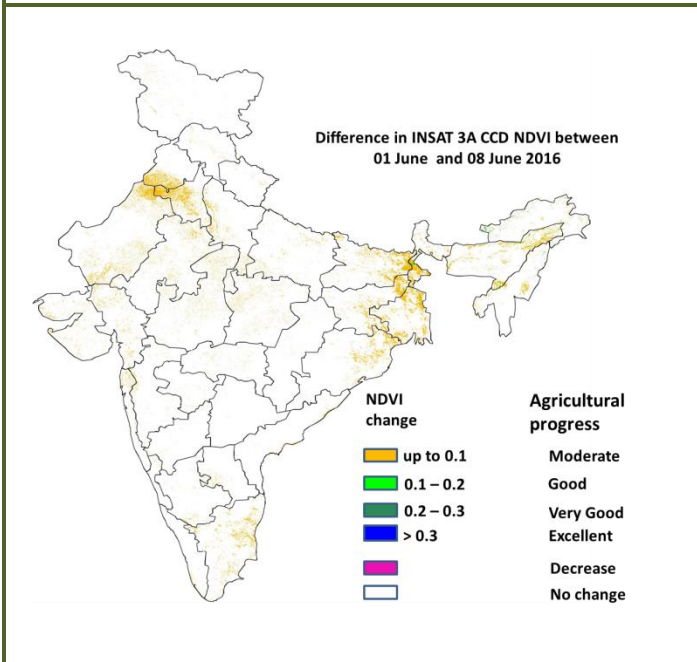 Difference in INSAT 3A CCD NDVI between
01 June and 08 June 2016
NDVI change
Agricultural progress
up to 0.1 Moderate
0.1 – 0.2 Good
0.2 – 0.3 Very Good
> 0.3 Excellent
Decrease
No change